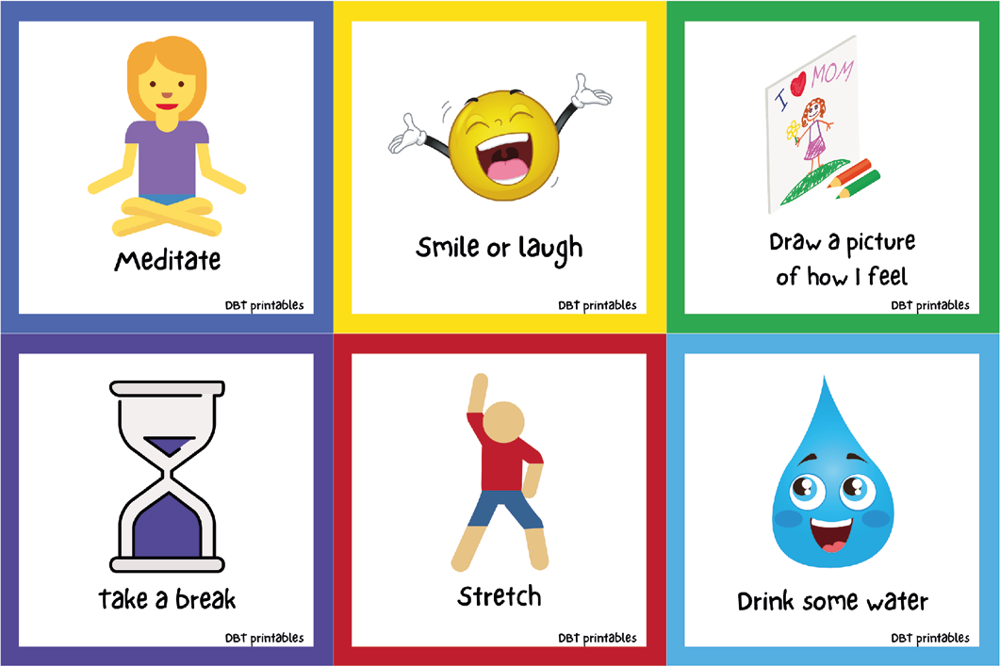 Meditate
DBT printables
Smile or laugh
DBT printables
I MOM
Draw a picture
of how I feel
DBT printables
Take a break
DBT printables
Stretch
DBT printables
Drink some water
DBT printables